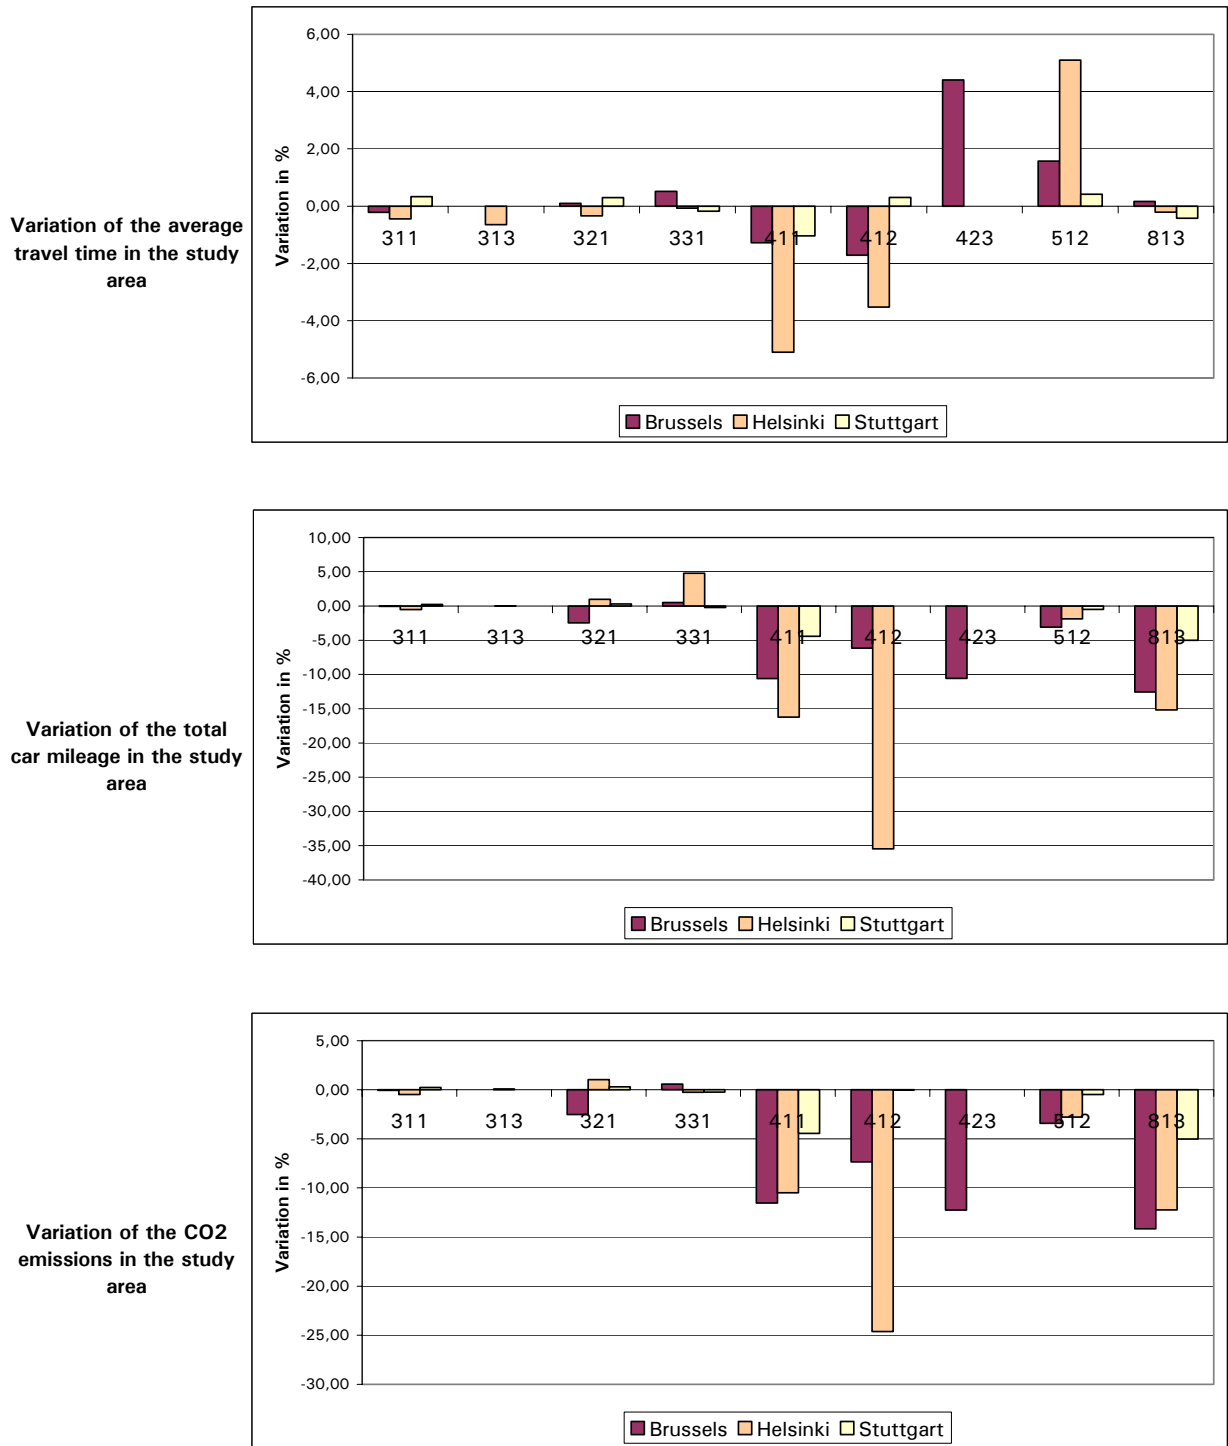 Variation of the average
travel time in the study
area
Variation in %
6,00
4,00
2,00
0,00
-2,00
-4,00
-6,00
311 313 321 331 411 412 423 512 813
Brussels Helsinki Stuttgart
Variation of the total
car mileage in the study
area
Variation in %
10,00
5,00
0,00
-5,00
-10,00
-15,00
-20,00
-25,00
-30,00
-35,00
-40,00
311 313 321 331 411 412 423 512 813
Brussels Helsinki Stuttgart
Variation of the CO2
emissions in the study
area
Variation in %
5,00
0,00
-5,00
-10,00
-15,00
-20,00
-25,00
-30,00
311 313 321 331 411 412 423 512 813
Brussels Helsinki Stuttgart